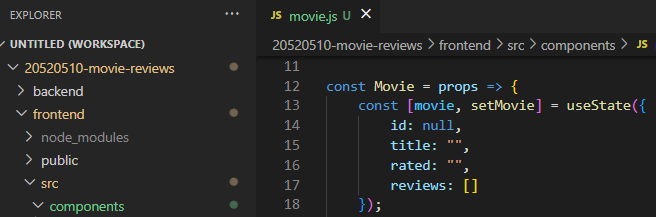 EXPLORER ...
UNTITLED (WORKSPACE)
20520510-movie-reviews
backend
frontend
node_modules
public
src
components
JS movie.js U ×
20520510-movie-reviews > frontend > src > components > JS
11
12 const Movie = props => {
13 const [movie, setMovie] = useState({
14 id: null,
15 title: "",
16 rated: "",
17 reviews: []
18 });